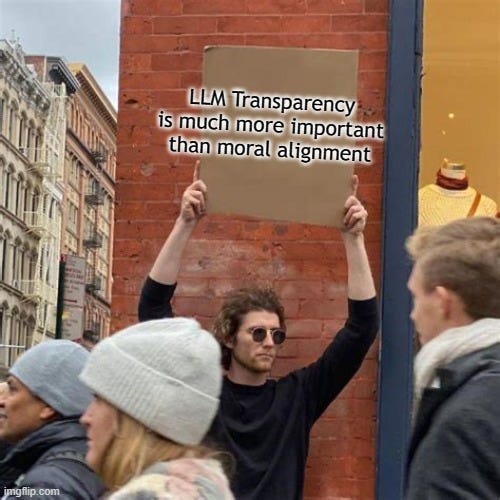 LLM Transparency
is much more important
than moral alignment
imgflip.com